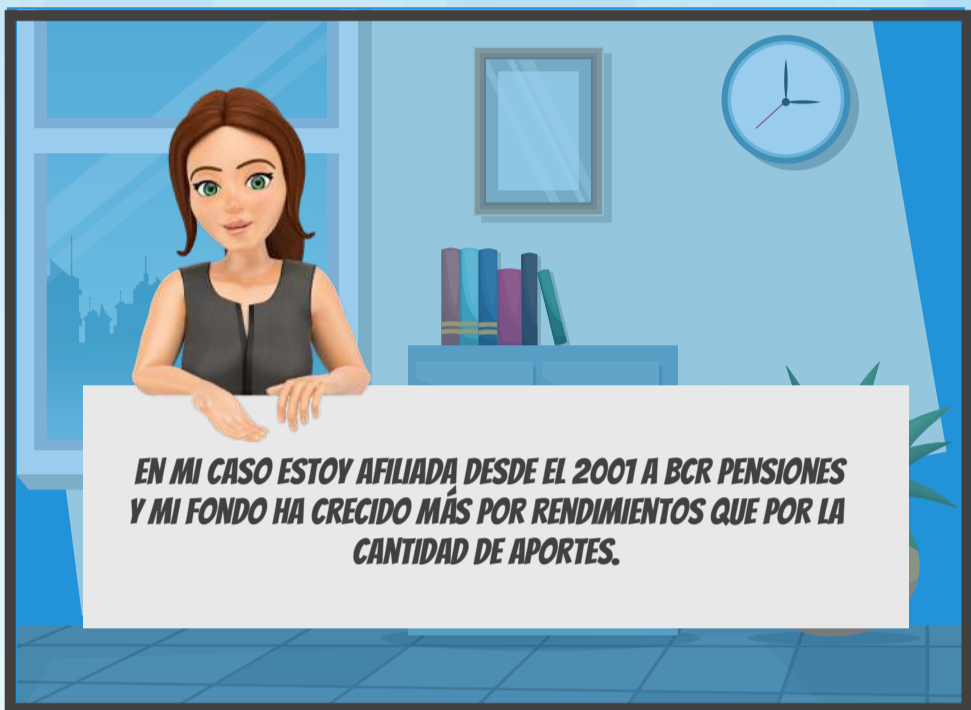 EN MI CASO ESTOY AFILIADA DESDE EL 2001 A BCR PENSIONES
Y MI FONDO HA CRECIDO MÁS POR RENDIMIENTOS QUE POR LA
CANTIDAD DE APORTES.